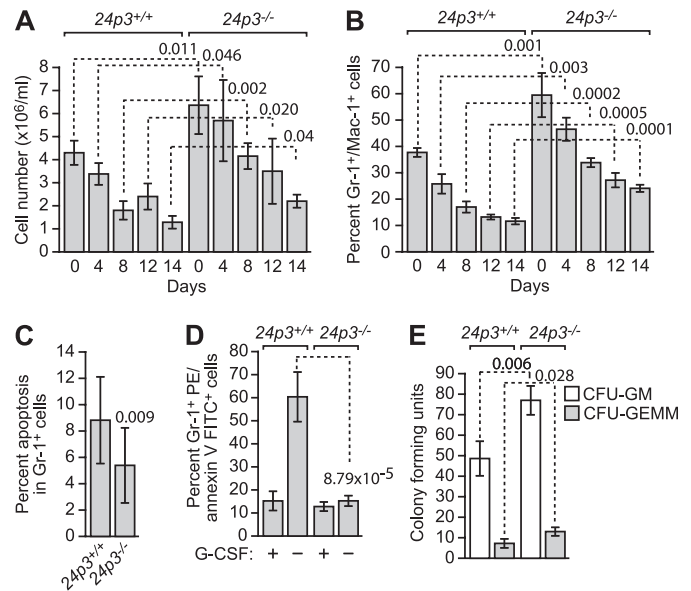 A
24p3+/+ 24p3-/-
Cell number (x10⁶/ml)
8
7
6
5
4
3
2
1
0
0.011
0.046
0.002
0.020
0.04
0 4 8 12 14 0 4 8 12 14
Days
B
24p3+/+ 24p3-/-
Percent Gr-1⁺/Mac-1⁺ cells
70
60
50
40
30
20
10
0
0.001
0.003
0.0002
0.0005
0.0001
0 4 8 12 14 0 4 8 12 14
Days
C
Percent apoptosis
in Gr-1⁺ cells
14
12
10
8
6
4
2
0
0.009
24p3+/+
24p3-/-
D
24p3+/+ 24p3-/-
Percent Gr-1⁺ PE/
annexin V FITC⁺ cells
80
70
60
50
40
30
20
10
0
8.79x10⁻⁵
G-CSF: + – + –
E
24p3+/+ 24p3-/-
Colony forming units
90
80
70
60
50
40
30
20
10
0
0.006
0.028
CFU-GM
CFU-GEMM